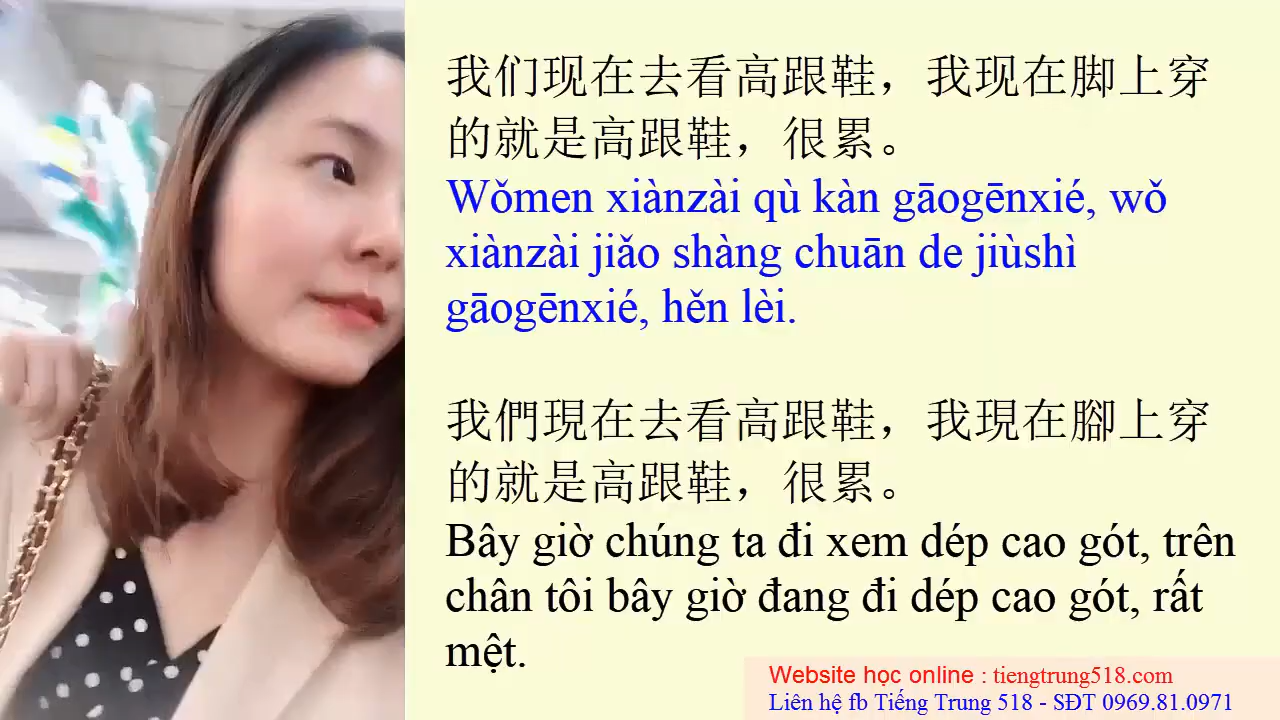 我们现在去看高跟鞋，我现在脚上穿
的就是高跟鞋，很累。
Wǒmen xiànzài qù kàn gāogēnxié, wǒ
xiànzài jiǎo shàng chuān de jiùshì
gāogēnxié, hěn lèi.
我們現在去看高跟鞋，我現在腳上穿
的就是高跟鞋，很累。
Bây giờ chúng ta đi xem dép cao gót, trên
chân tôi bây giờ đang đi dép cao gót, rất
mệt.
Website học online : tiengtrung518.com
Liên hệ fb Tiếng Trung 518 - SĐT 0969.81.0971